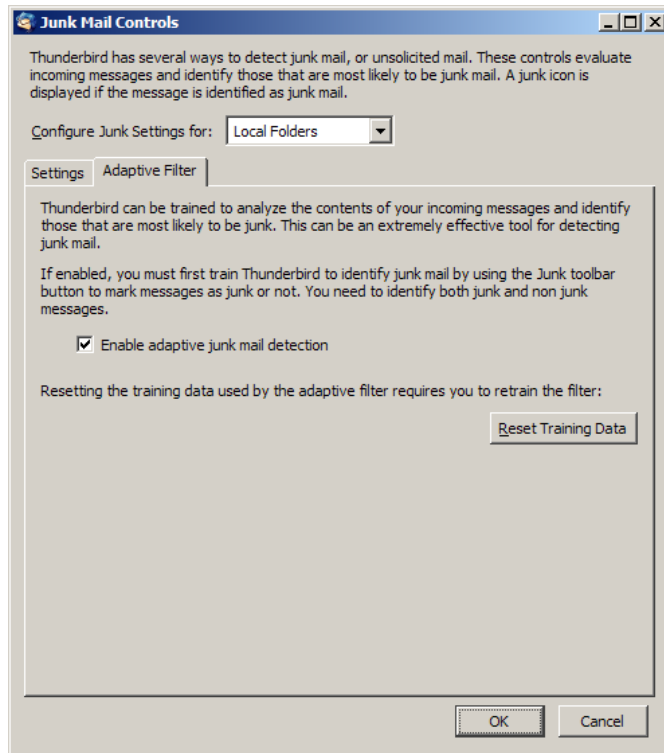 Junk Mail Controls
Thunderbird has several ways to detect junk mail, or unsolicited mail. These controls evaluate
incoming messages and identify those that are most likely to be junk mail. A junk icon is
displayed if the message is identified as junk mail.
Configure Junk Settings for: Local Folders
Settings Adaptive Filter
Thunderbird can be trained to analyze the contents of your incoming messages and identify
those that are most likely to be junk. This can be an extremely effective tool for detecting
junk mail.
If enabled, you must first train Thunderbird to identify junk mail by using the Junk toolbar
button to mark messages as junk or not. You need to identify both junk and non junk
messages.
Enable adaptive junk mail detection
Resetting the training data used by the adaptive filter requires you to retrain the filter:
Reset Training Data
OK Cancel